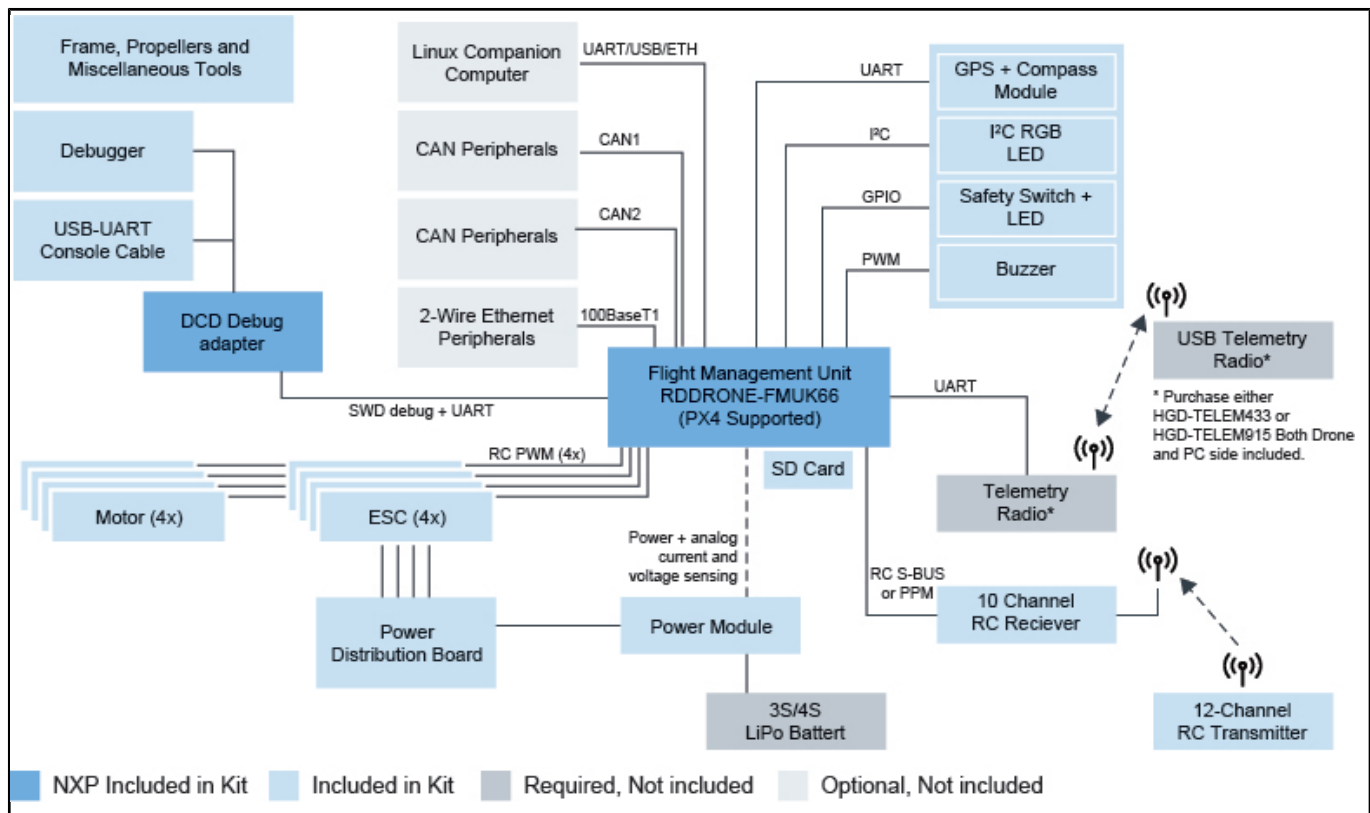 Frame, Propellers and
Miscellaneous Tools
Debugger
USB-UART
Console Cable
DCD Debug
adapter
Linux Companion
Computer
CAN Peripherals
CAN Peripherals
2-Wire Ethernet
Peripherals
UART/USB/ETH
CAN1
CAN2
100BaseT1
UART
I²C
GPIO
PWM
GPS + Compass
Module
I²C RGB
LED
Safety Switch +
LED
Buzzer
USB Telemetry
Radio*
* Purchase either
HGD-TELEM433 or
HGD-TELEM915 Both Drone
and PC side included.
Flight Management Unit
RDDRONE-FMUK66
(PX4 Supported)
SWD debug + UART
UART
RC PWM (4x)
SD Card
Telemetry
Radio*
Motor (4x)
ESC (4x)
Power + analog
current and
voltage sensing
RC S-BUS
or PPM
10 Channel
RC Reciever
Power
Distribution Board
Power Module
3S/4S
LiPo Battert
12-Channel
RC Transmitter
NXP Included in Kit
Included in Kit
Required, Not included
Optional, Not included